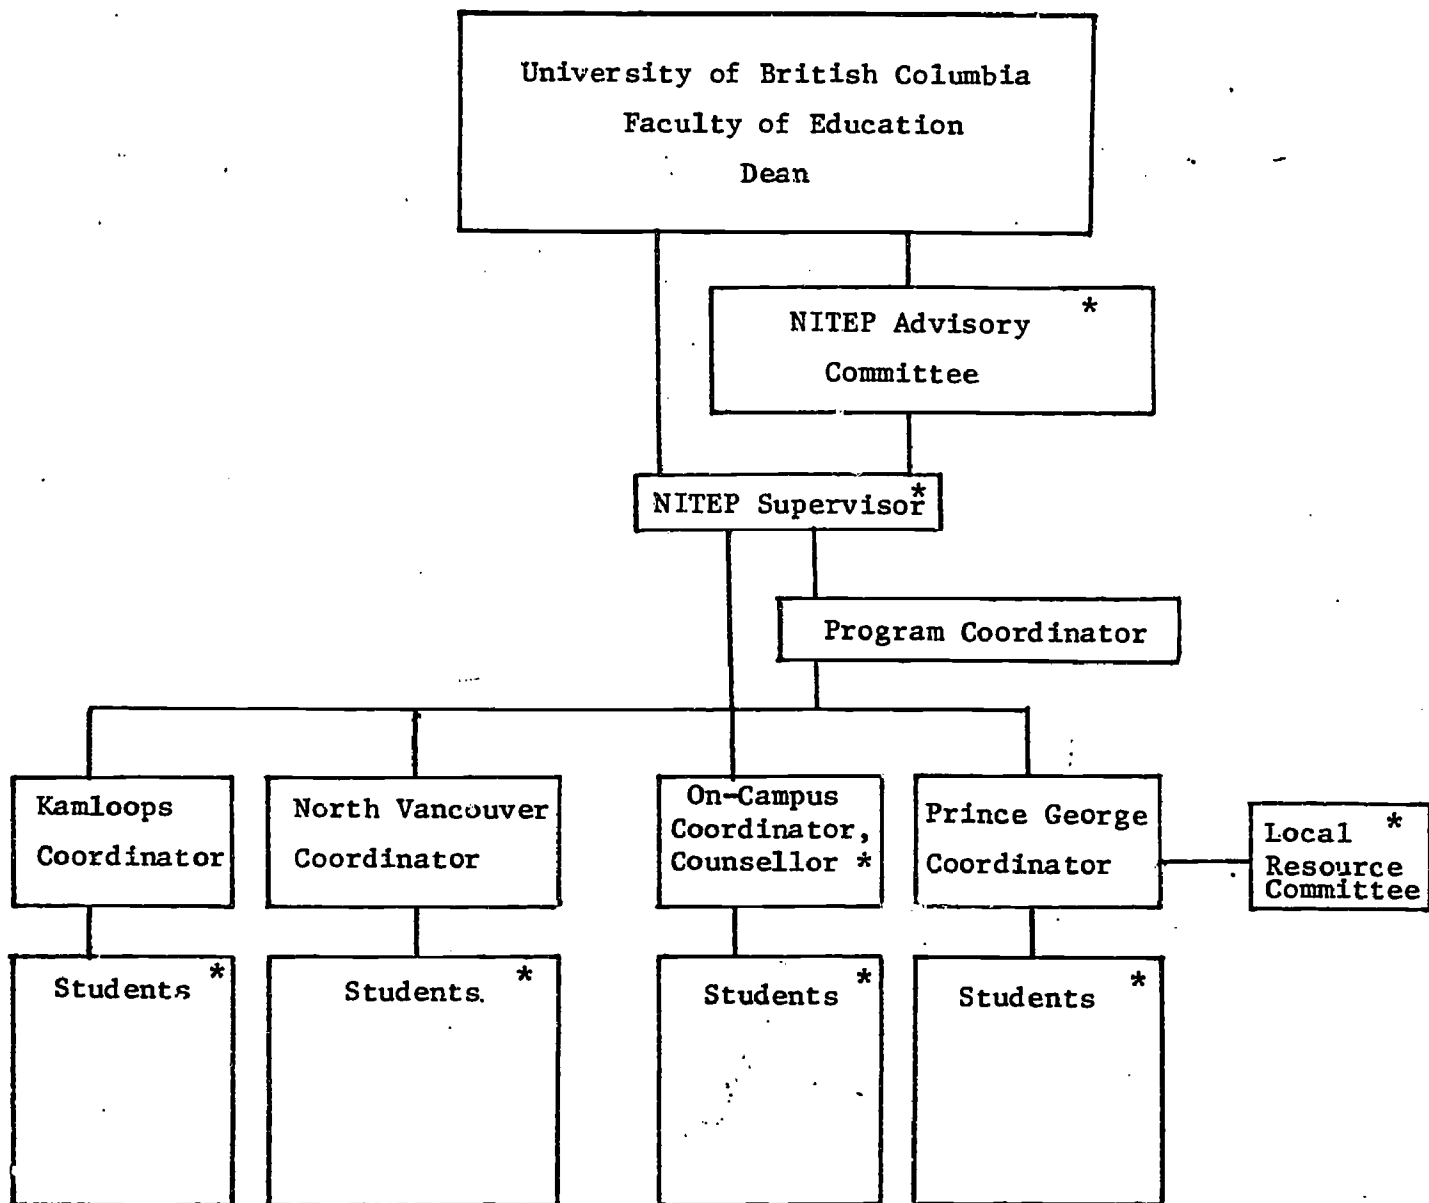 University of British Columbia
Faculty of Education
Dean
NITEP Advisory *
Committee
NITEP Supervisor*
Program Coordinator
Kamloops
Coordinator
North Vancouver
Coordinator
On-Campus
Coordinator,
Counsellor *
Prince George
Coordinator
Local *
Resource
Committee
Students *
Students. *
Students *
Students *